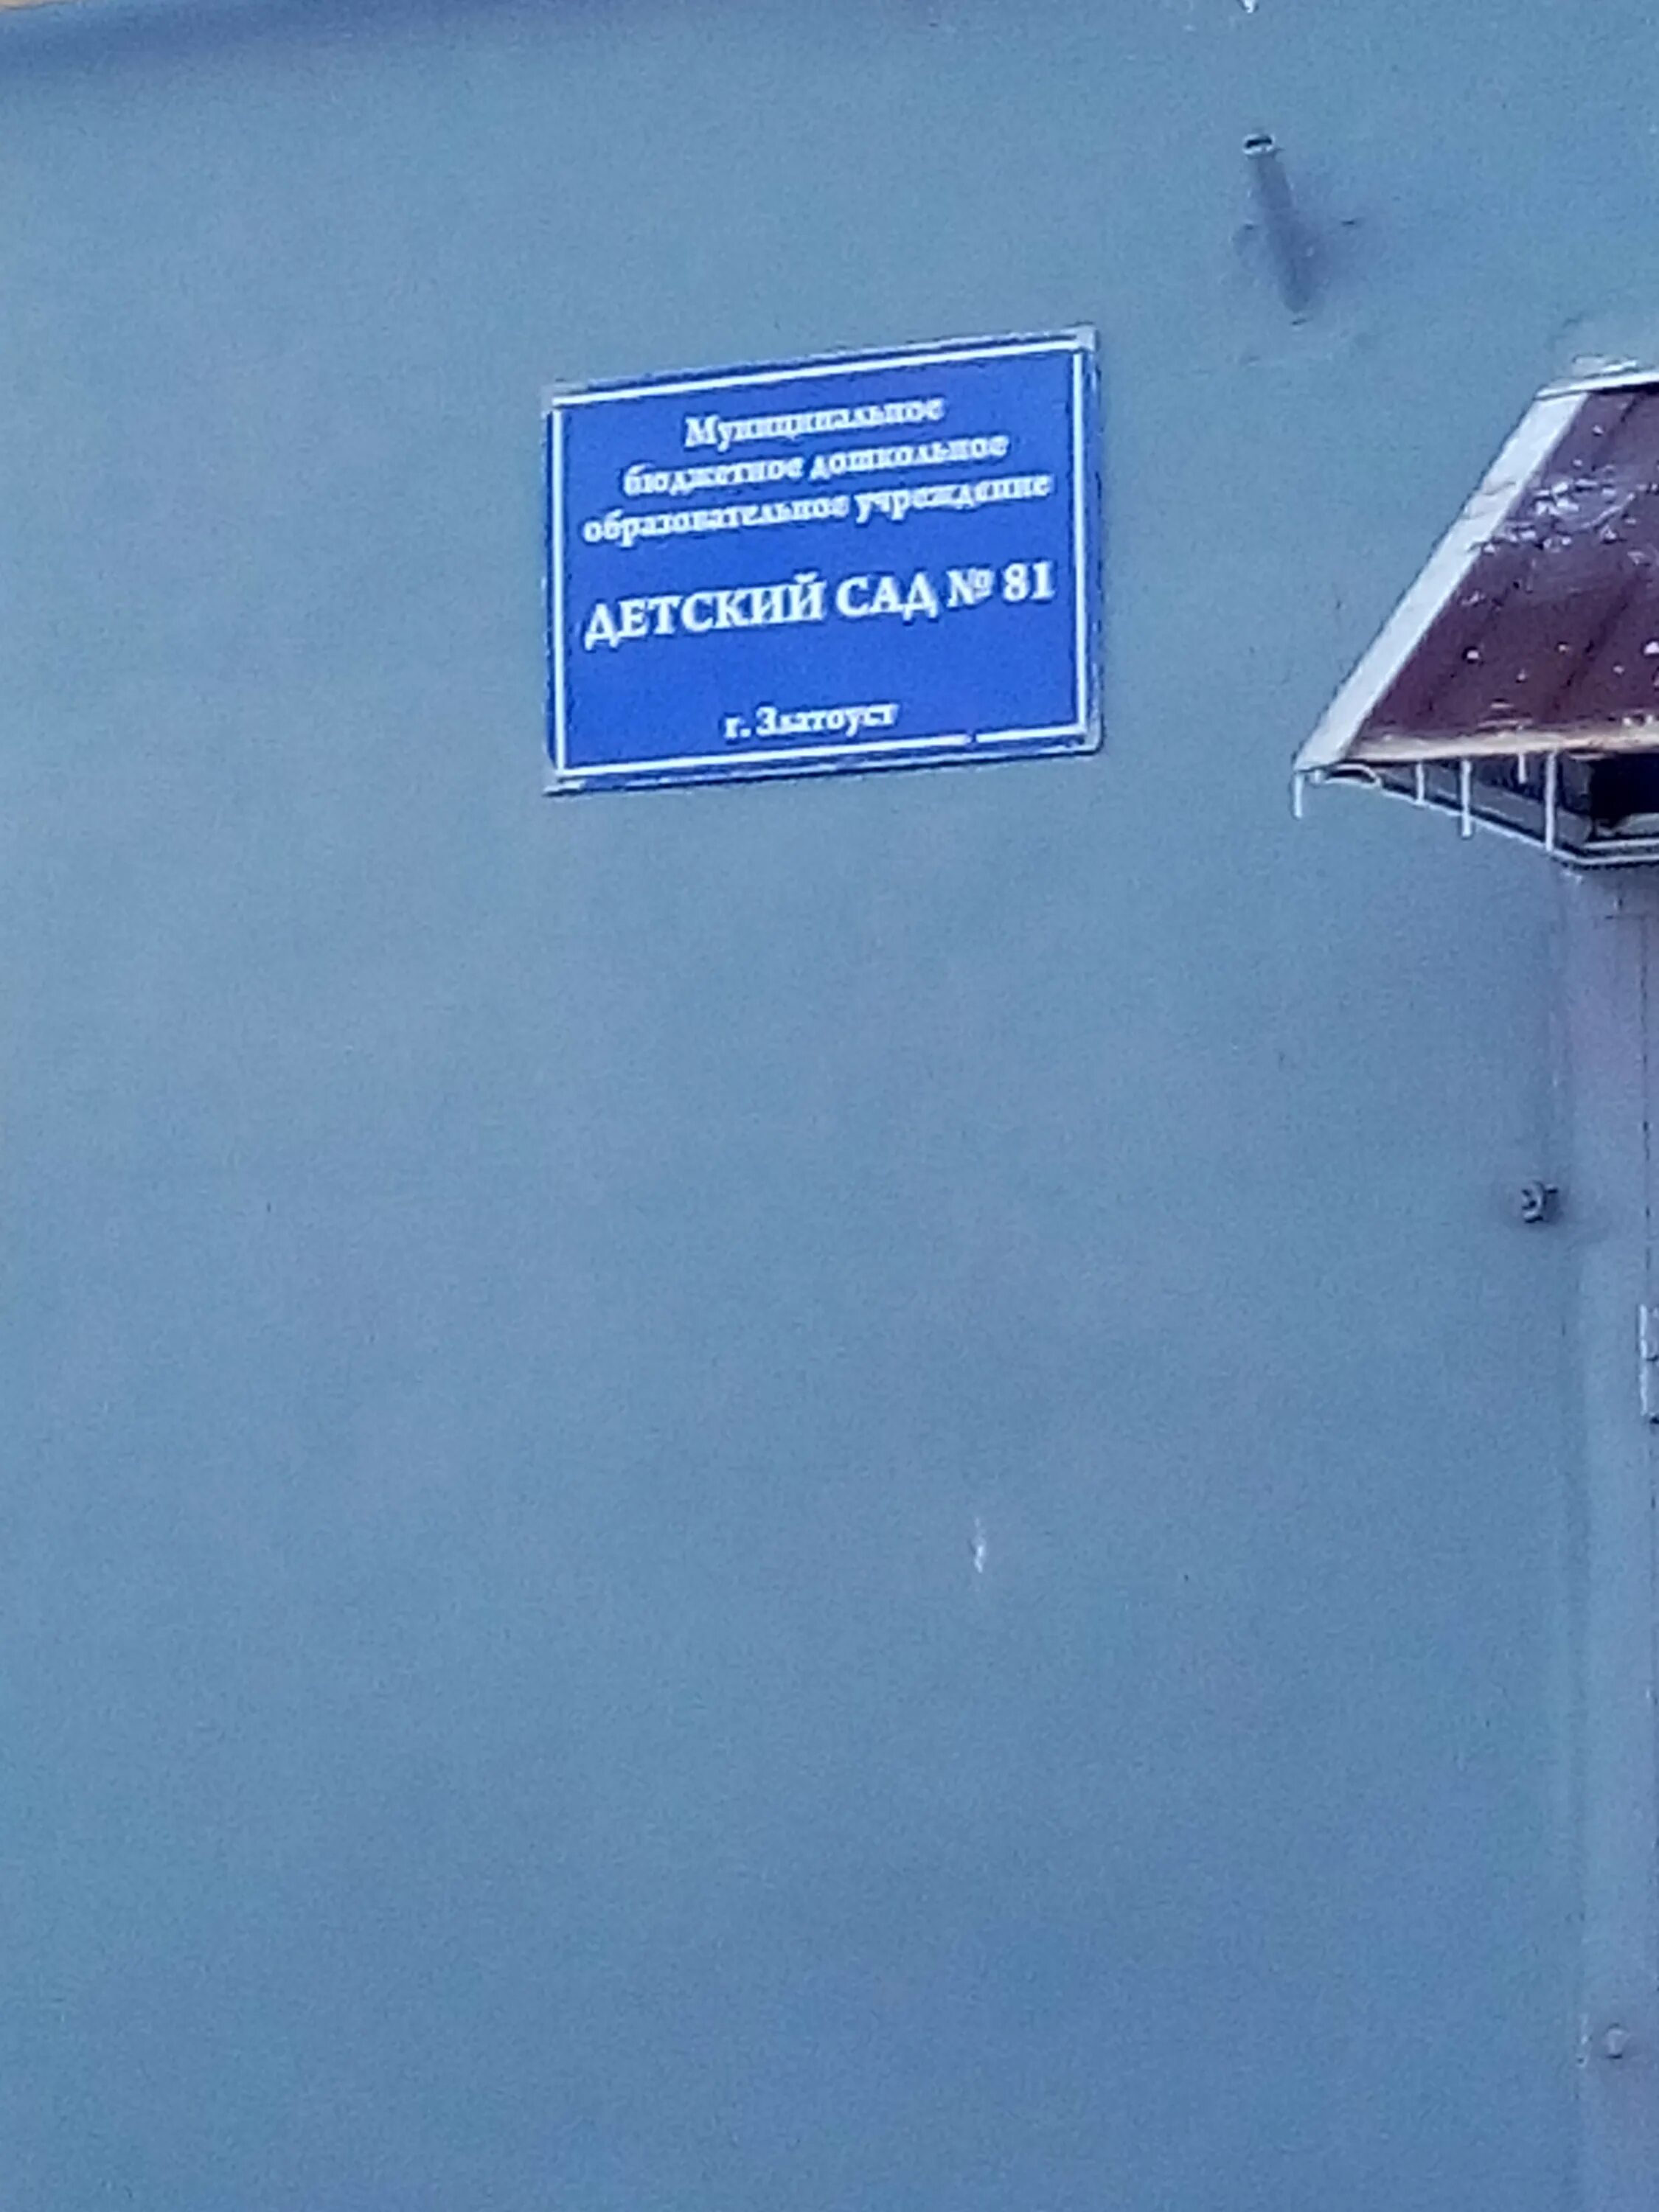 Муниципальное
бюджетное дошкольное
образовательное учреждение
ДЕТСКИЙ САД № 81
г. Златоуст